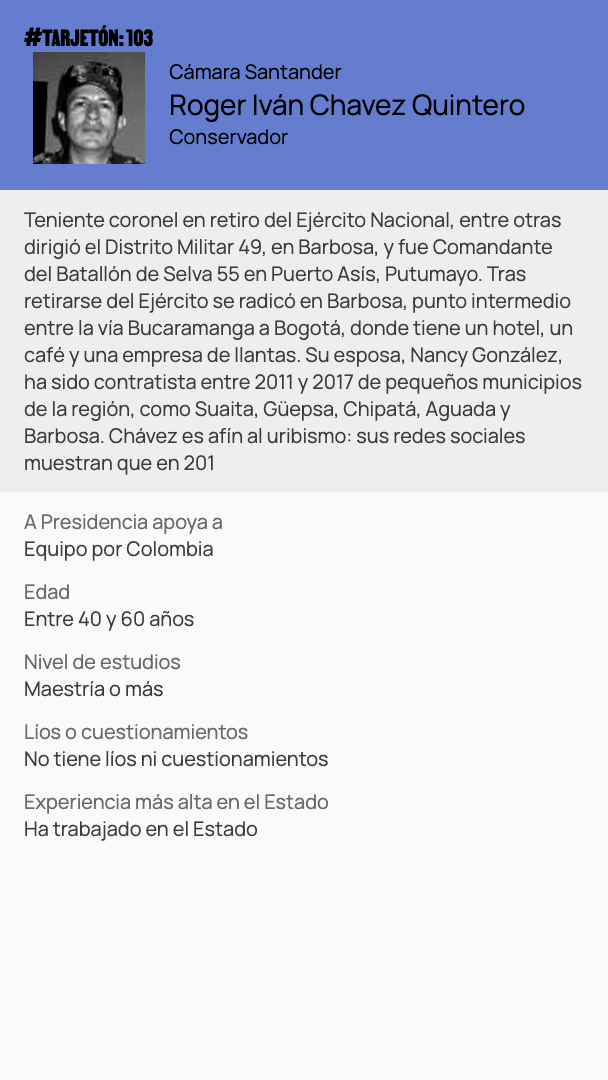 #TARJETÓN: 103
Cámara Santander
Roger Iván Chavez Quintero
Conservador
Teniente coronel en retiro del Ejército Nacional, entre otras
dirigió el Distrito Militar 49, en Barbosa, y fue Comandante
del Batallón de Selva 55 en Puerto Asís, Putumayo. Tras
retirarse del Ejército se radicó en Barbosa, punto intermedio
entre la vía Bucaramanga a Bogotá, donde tiene un hotel, un
café y una empresa de llantas. Su esposa, Nancy González,
ha sido contratista entre 2011 y 2017 de pequeños municipios
de la región, como Suaita, Güepsa, Chipatá, Aguada y
Barbosa. Chávez es afín al uribismo: sus redes sociales
muestran que en 201
A Presidencia apoya a
Equipo por Colombia
Edad
Entre 40 y 60 años
Nivel de estudios
Maestría o más
Líos o cuestionamientos
No tiene líos ni cuestionamientos
Experiencia más alta en el Estado
Ha trabajado en el Estado